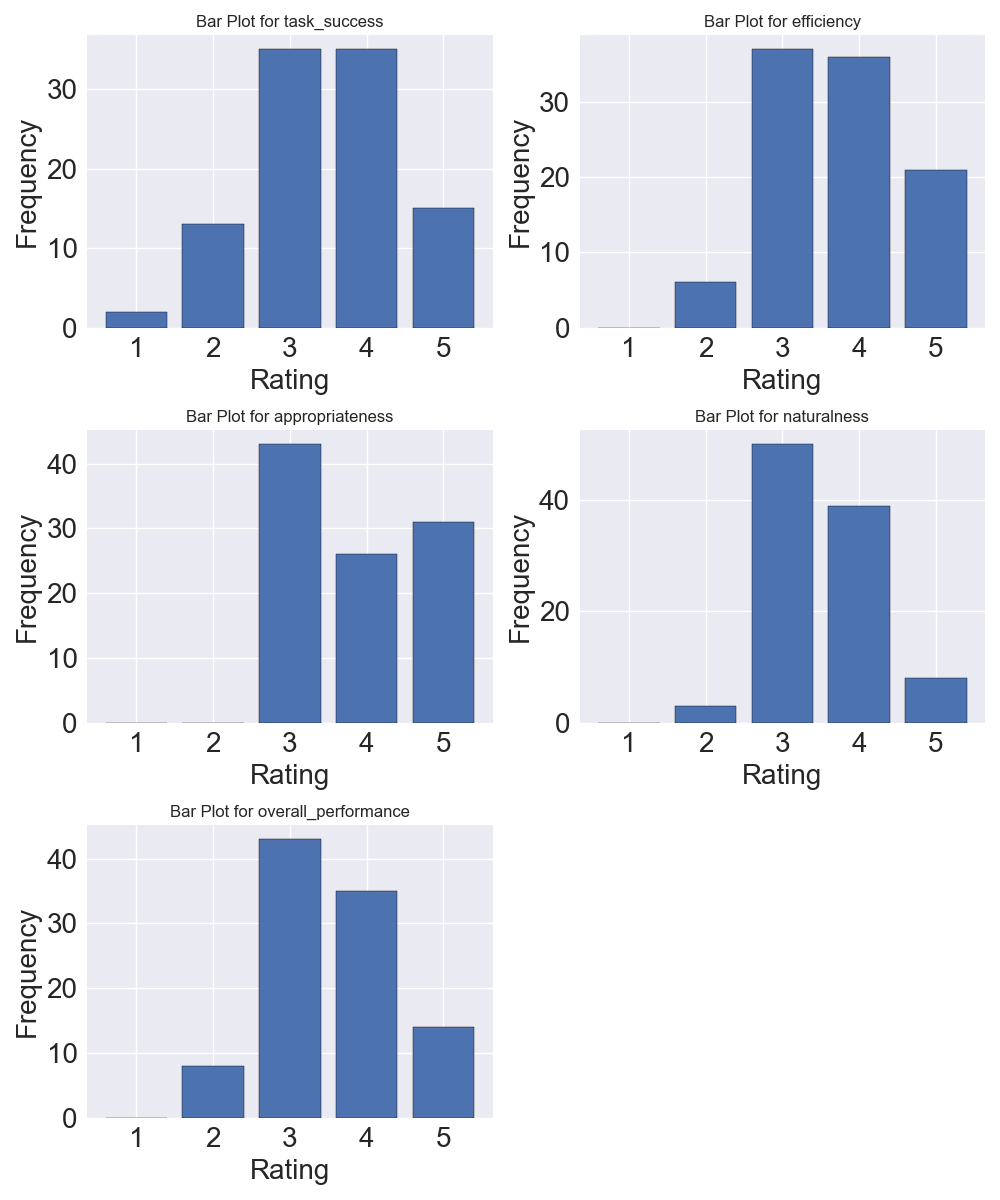 Bar Plot for task_success
30
20
10
0
Frequency
1 2 3 4 5
Rating
Bar Plot for efficiency
30
20
10
0
Frequency
1 2 3 4 5
Rating
Bar Plot for appropriateness
40
30
20
10
0
Frequency
1 2 3 4 5
Rating
Bar Plot for naturalness
40
20
0
Frequency
1 2 3 4 5
Rating
Bar Plot for overall_performance
40
30
20
10
0
Frequency
1 2 3 4 5
Rating